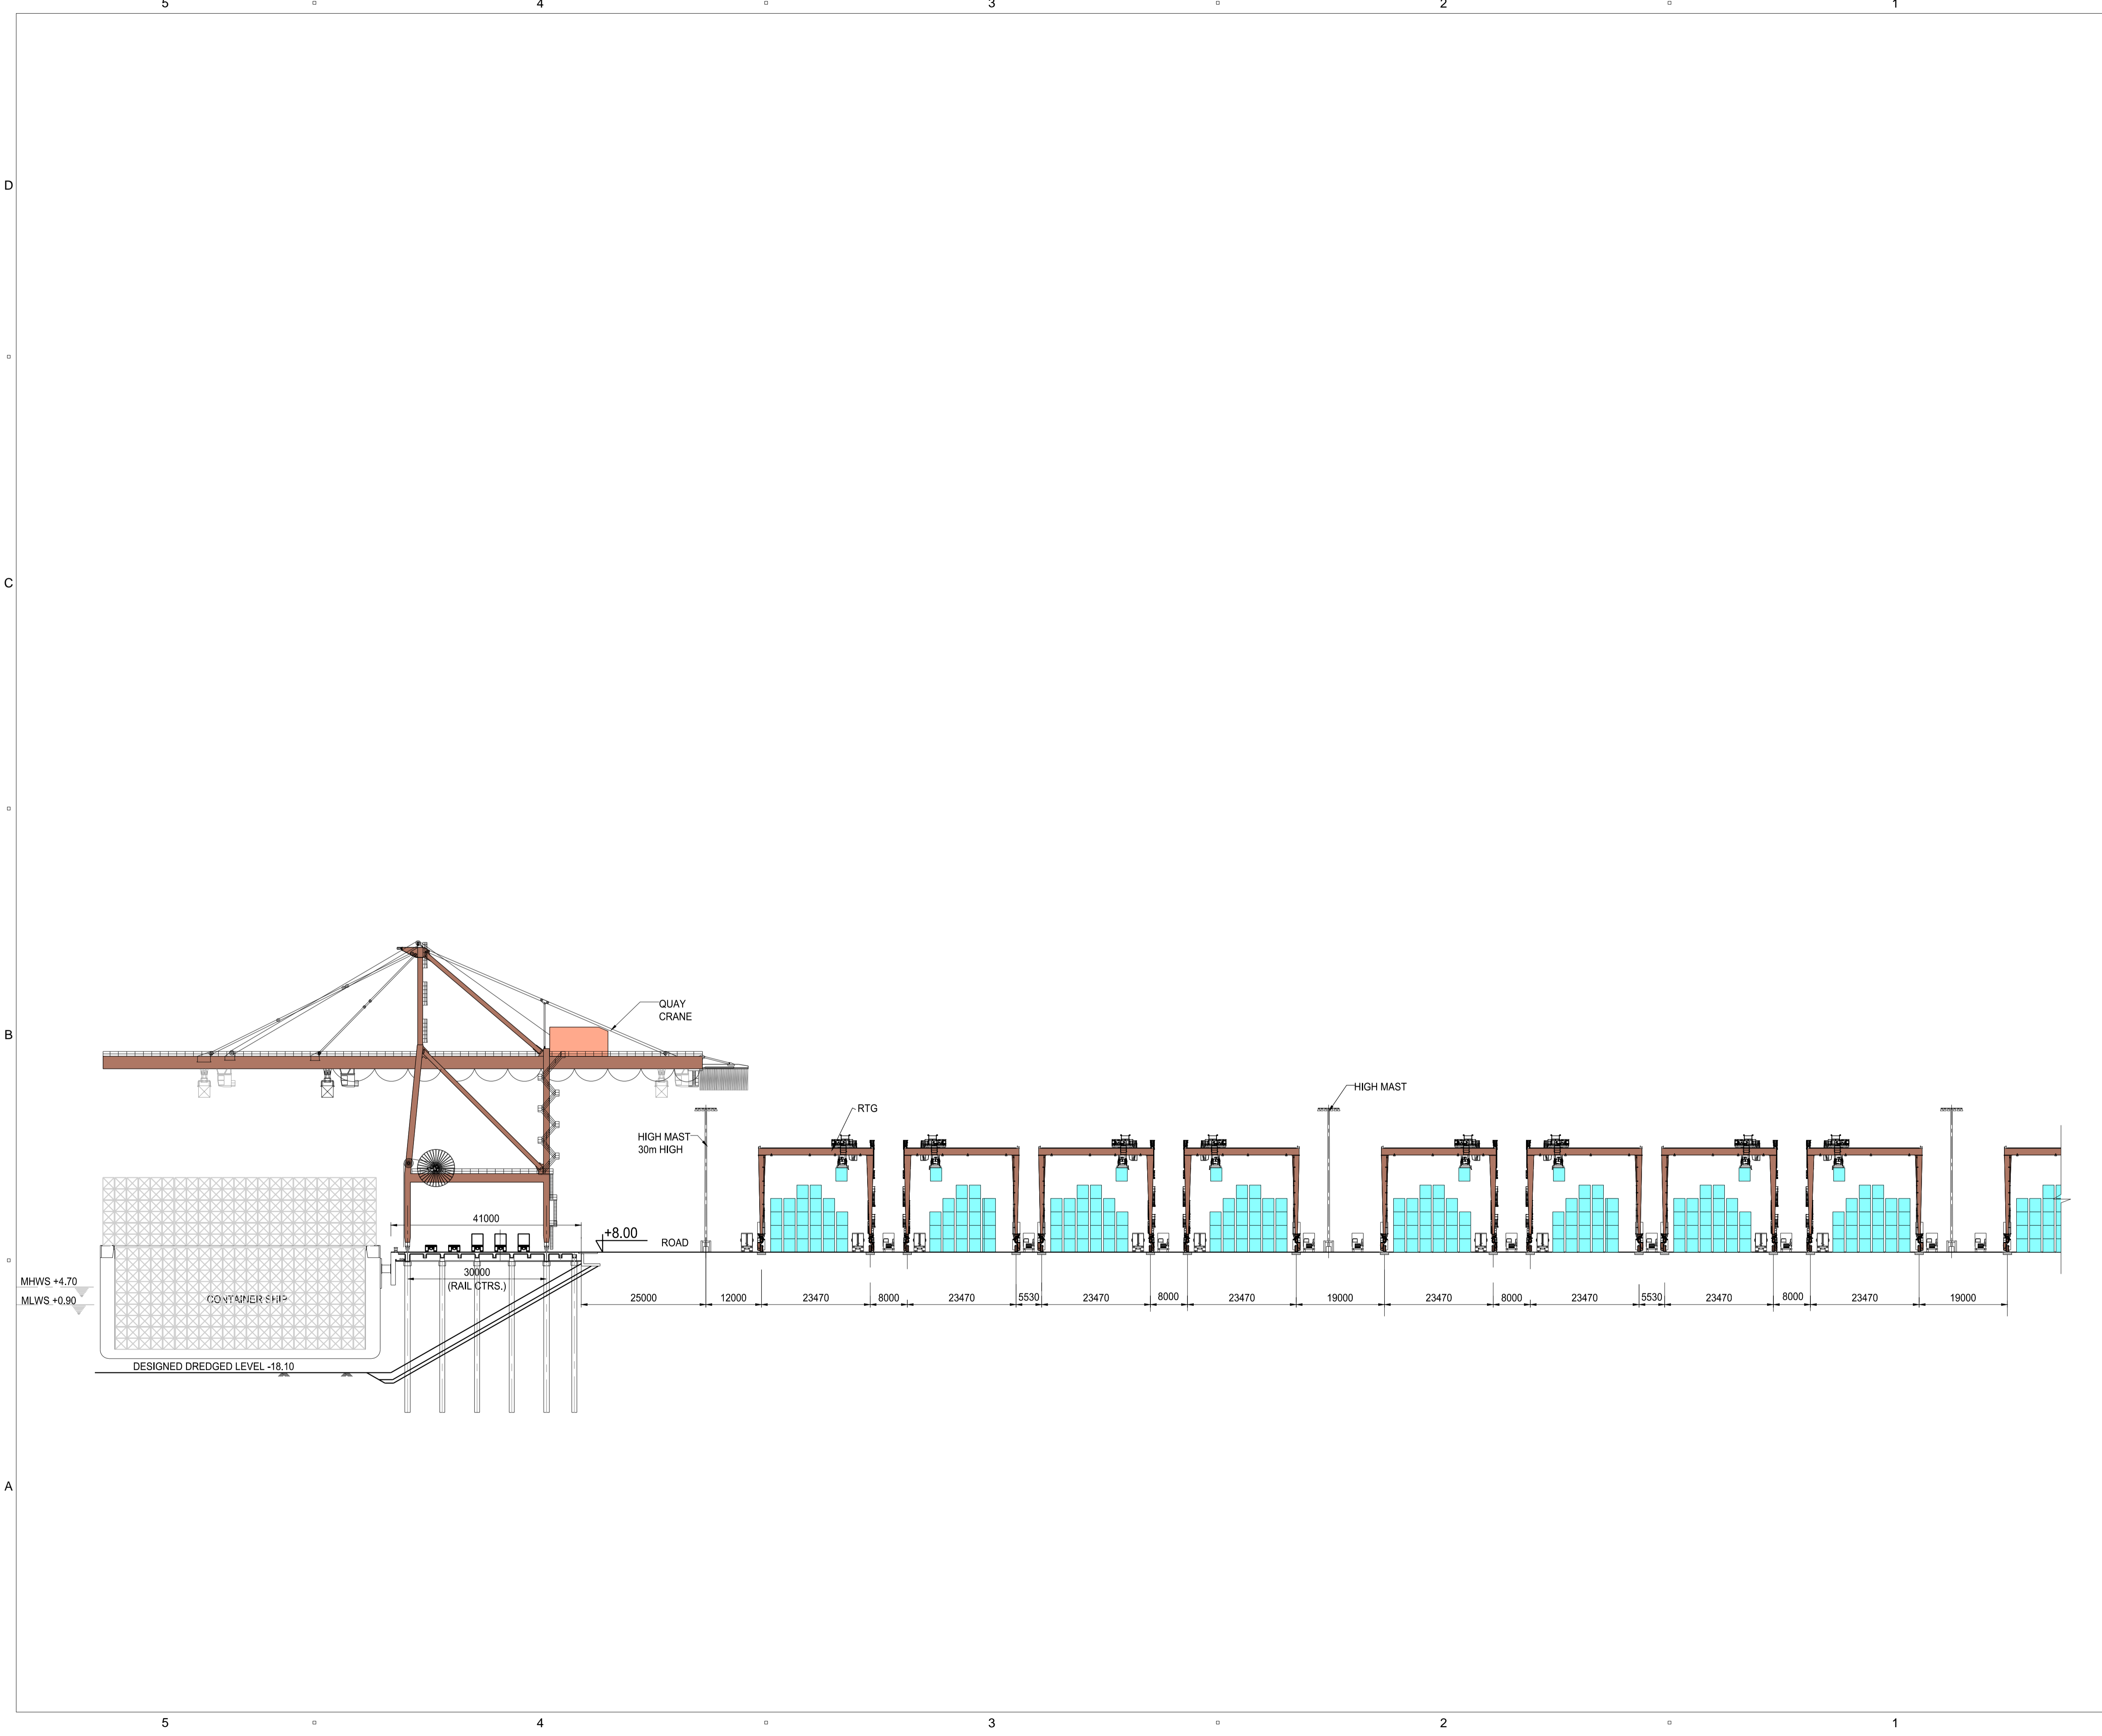 5 4 3 2 1
D
C
B
A
QUAY
CRANE
HIGH MAST
RTG
HIGH MAST
30m HIGH
41000
+8.00
ROAD
30000
(RAIL CTRS.)
MHWS +4.70
MLWS +0.90
CONTAINER SHIP
25000 12000 23470 8000 23470 5530 23470 8000 23470 19000 23470 8000 23470 5530 23470 8000 23470 19000
DESIGNED DREDGED LEVEL -18.10
5 4 3 2 1